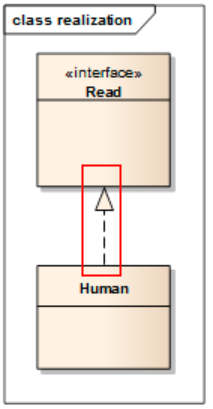 class realization
«interface»
Read
Human